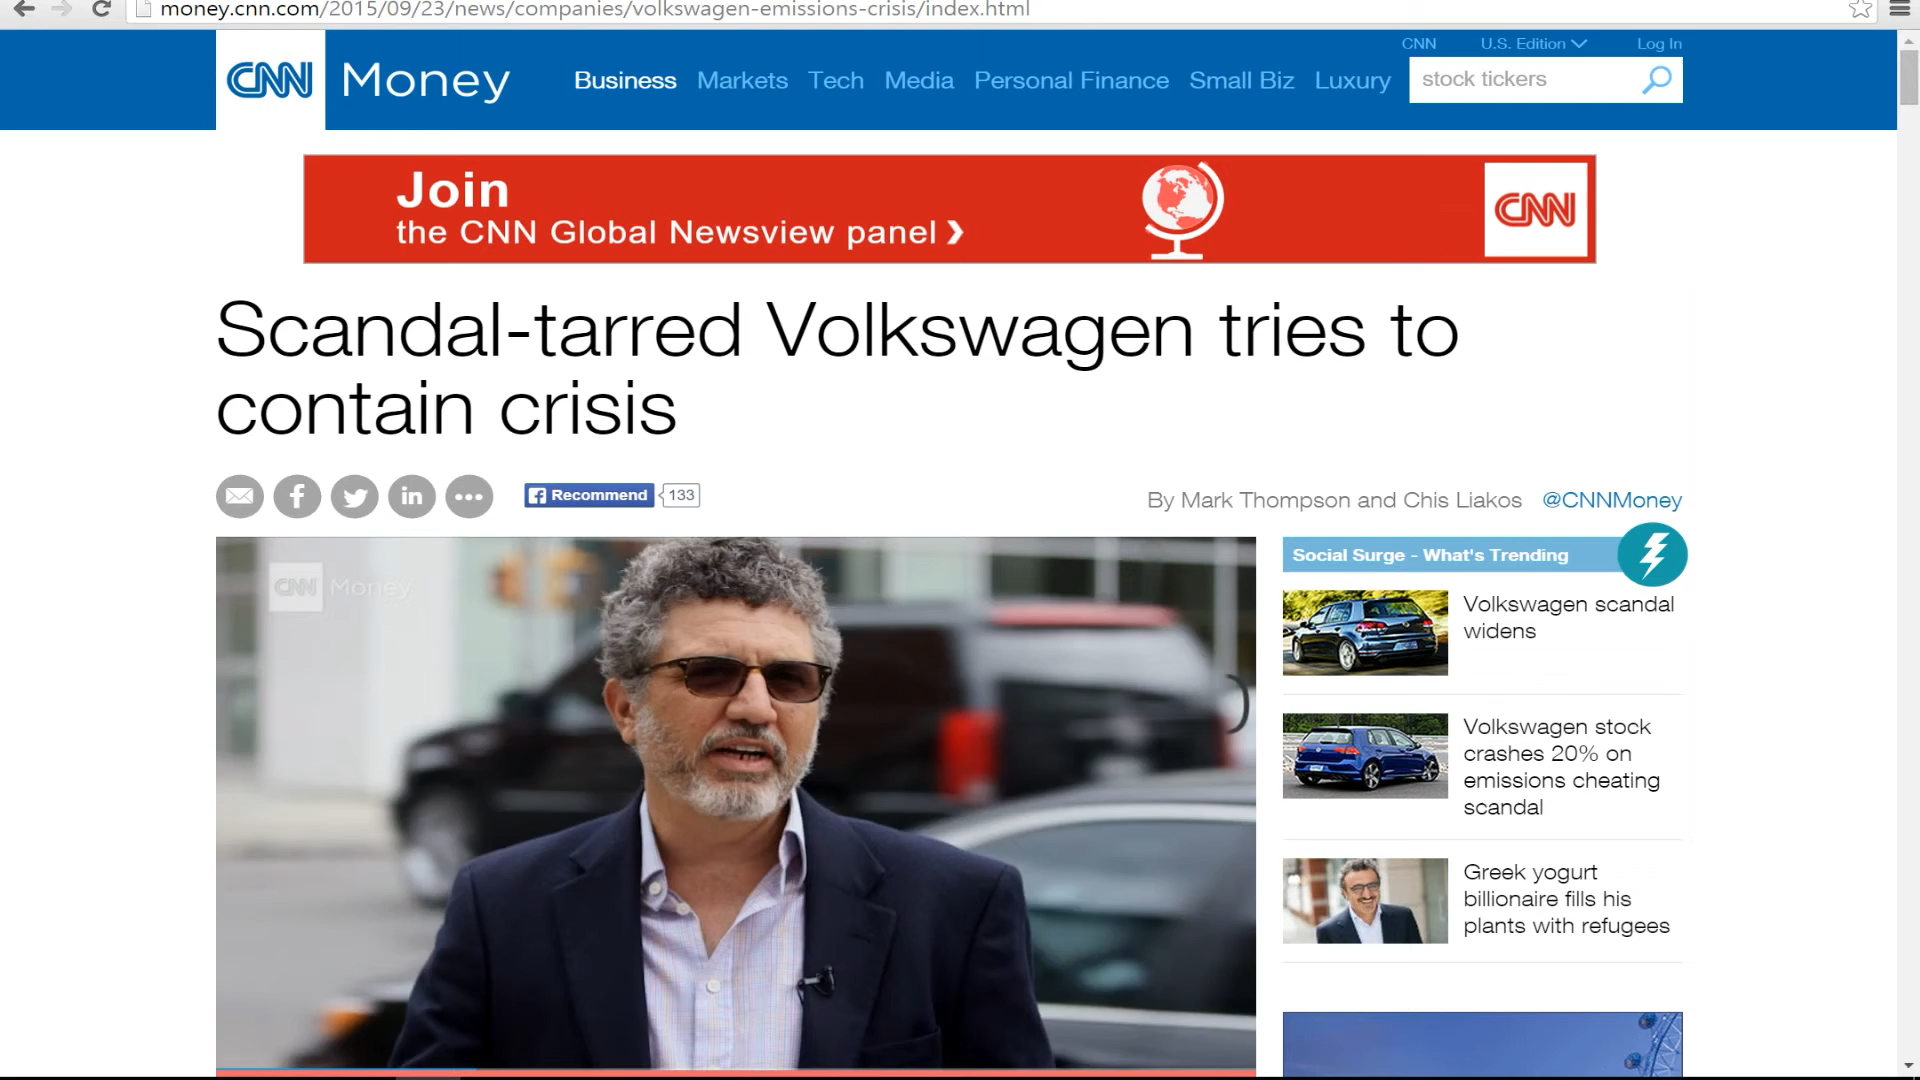 money.cnn.com/2015/09/23/news/companies/volkswagen-emissions-crisis/index.html
CNN U.S. Edition Log In
CNN Money Business Markets Tech Media Personal Finance Small Biz Luxury stock tickers
Join
the CNN Global Newsview panel ❯
CNN
Scandal-tarred Volkswagen tries to
contain crisis
f in Recommend 133
By Mark Thompson and Chis Liakos @CNNMoney
CNN Money
Social Surge - What's Trending
Volkswagen scandal
widens
Volkswagen stock
crashes 20% on
emissions cheating
scandal
Greek yogurt
billionaire fills his
plants with refugees